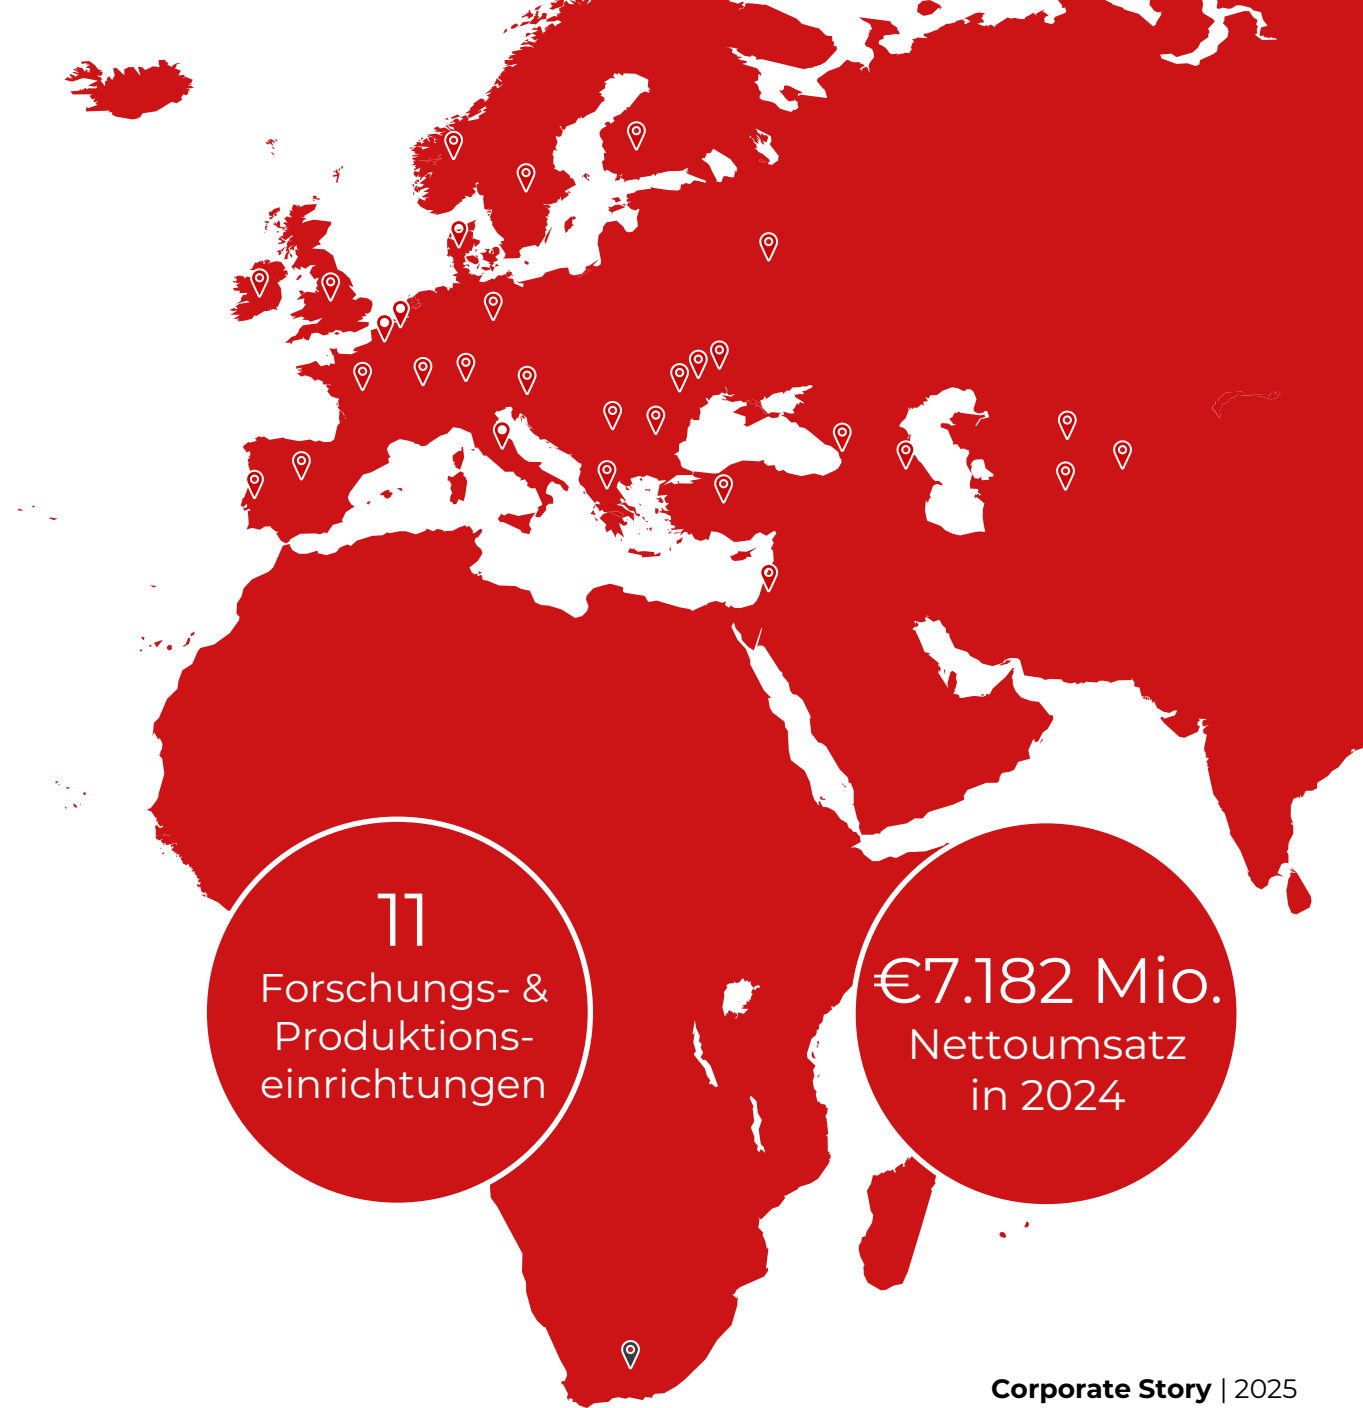 11
Forschungs- &
Produktions-
einrichtungen
€7.182 Mio.
Nettoumsatz
in 2024
Corporate Story | 2025